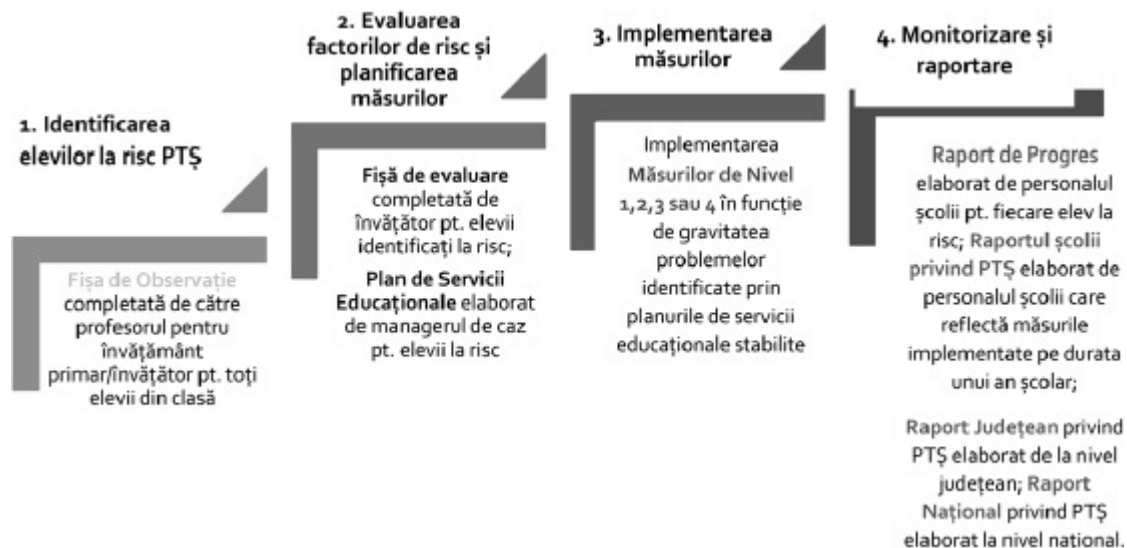 1. Identificarea
elevilor la risc PTȘ
Fișa de Observație
completată de către
profesorul pentru
învățământ
primar/învățător pt. toți
elevii din clasă
2. Evaluarea
factorilor de risc și
planificarea
măsurilor
Fișă de evaluare
completată de
învățător pt. elevii
identificați la risc;
Plan de Servicii
Educaționale elaborat
de managerul de caz
pt. elevii la risc
3. Implementarea
măsurilor
Implementarea
Măsurilor de Nivel
1,2,3 sau 4 în funcție
de gravitatea
problemelor
identificate prin
planurile de servicii
educaționale stabilite
4. Monitorizare și
raportare
Raport de Progres
elaborat de personalul
școlii pt. fiecare elev la
risc; Raportul școlii
privind PTȘ elaborat de
personalul școlii care
reflectă măsurile
implementate pe durata
unui an școlar;
Raport Județean privind
PTȘ elaborat de la nivel
județean; Raport
Național privind PTȘ
elaborat la nivel național.